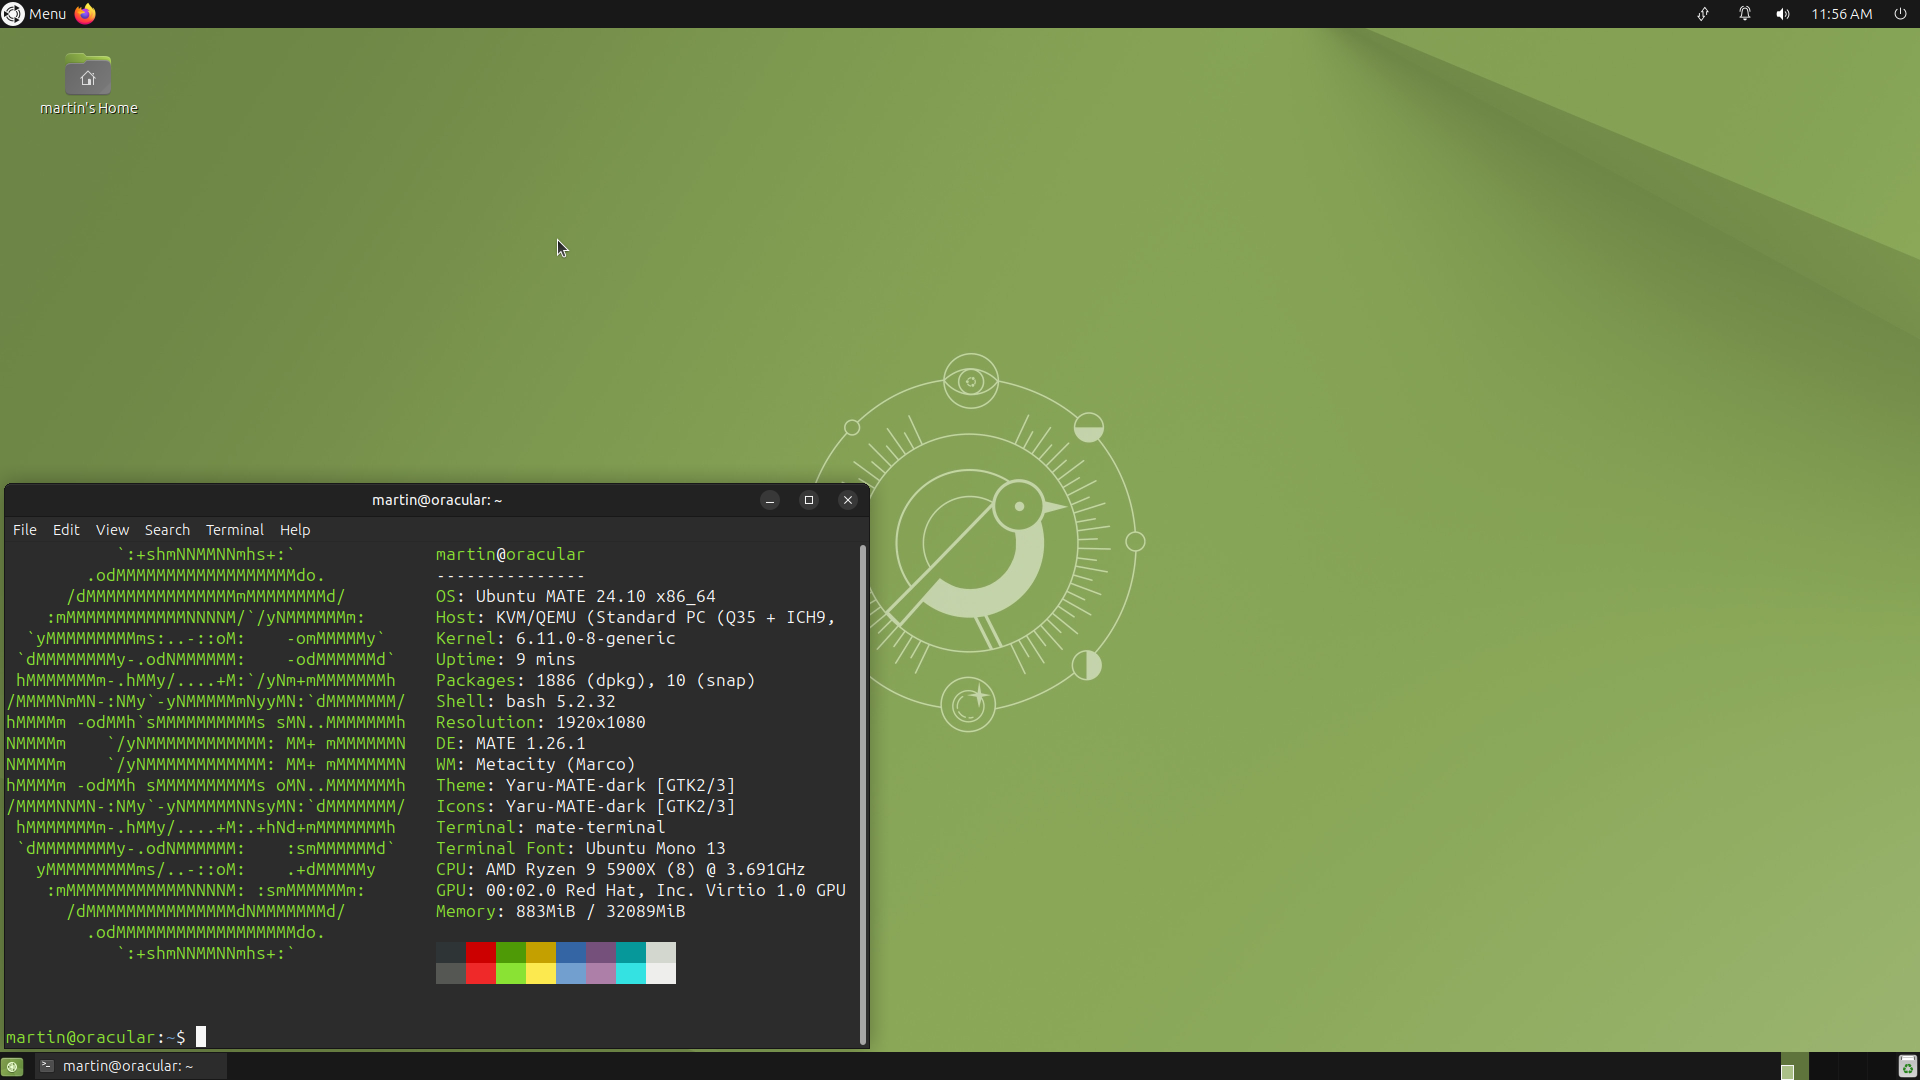 Menu
11:56 AM
martin's Home
martin@oracular: ~
File Edit View Search Terminal Help
`:+shmNNMMNNmhs+:`
.odMMMMMMMMMMMMMMMMMMdo.
/dMMMMMMMMMMMMMMMmMMMMMMMMd/
:mMMMMMMMMMMMMNNNNM/`/yNMMMMMMm:
`yMMMMMMMMMms:..-::oM:    -omMMMMMy`
`dMMMMMMMMy-.odNMMMMMM:    -odMMMMMMd`
hMMMMMMMm-.hMMy/....+M:`/yNm+mMMMMMMMh
/MMMMNmMN-:NMy`-yNMMMMMmNyyMN:`dMMMMMMM/
hMMMMm -odMMh`sMMMMMMMMMMs sMN..MMMMMMMh
NMMMMm    `/yNMMMMMMMMMMMM: MM+ mMMMMMMN
NMMMMm    `/yNMMMMMMMMMMMM: MM+ mMMMMMMN
hMMMMm -odMMh sMMMMMMMMMMs oMN..MMMMMMMh
/MMMMNNMN-:NMy`-yNMMMMMNNsyMN:`dMMMMMMM/
hMMMMMMMm-.hMMy/....+M:.+hNd+mMMMMMMMh
`dMMMMMMMMy-.odNMMMMMM:    :smMMMMMMd`
yMMMMMMMMMms/..-::oM:    .+dMMMMMy
:mMMMMMMMMMMMMNNNNM: :smMMMMMMm:
/dMMMMMMMMMMMMMMMdNMMMMMMMd/
.odMMMMMMMMMMMMMMMMMMdo.
`:+shmNNMMNNmhs+:`
martin@oracular
---------------
OS: Ubuntu MATE 24.10 x86_64
Host: KVM/QEMU (Standard PC (Q35 + ICH9,
Kernel: 6.11.0-8-generic
Uptime: 9 mins
Packages: 1886 (dpkg), 10 (snap)
Shell: bash 5.2.32
Resolution: 1920x1080
DE: MATE 1.26.1
WM: Metacity (Marco)
Theme: Yaru-MATE-dark [GTK2/3]
Icons: Yaru-MATE-dark [GTK2/3]
Terminal: mate-terminal
Terminal Font: Ubuntu Mono 13
CPU: AMD Ryzen 9 5900X (8) @ 3.691GHz
GPU: 00:02.0 Red Hat, Inc. Virtio 1.0 GPU
Memory: 883MiB / 32089MiB
martin@oracular:~$
martin@oracular: ~